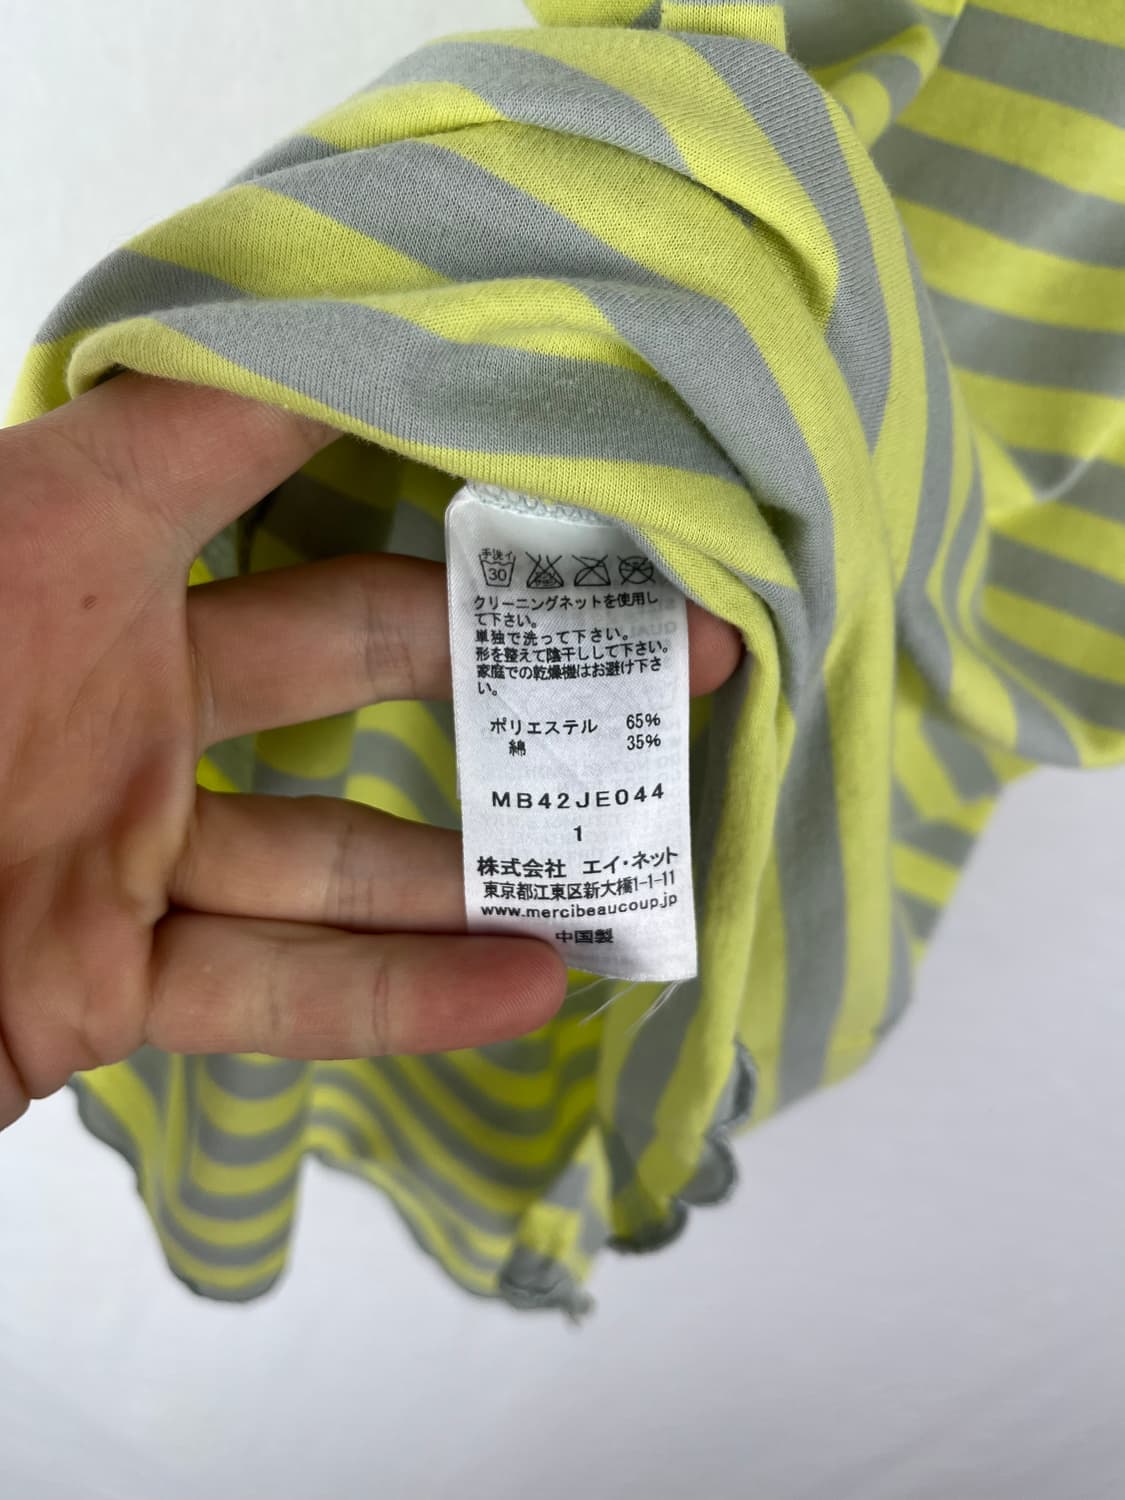 手洗イ
30
クリーニングネットを使用し
て下さい。
単独で洗って下さい。
形を整えて陰干しして下さい。
家庭での乾燥機はお避け下さ
い。
ポリエステル 65%
綿 35%
MB42JE044
1
株式会社 エイ・ネット
東京都江東区新大橋1-1-11
www.mercibeaucoup.jp
中国製